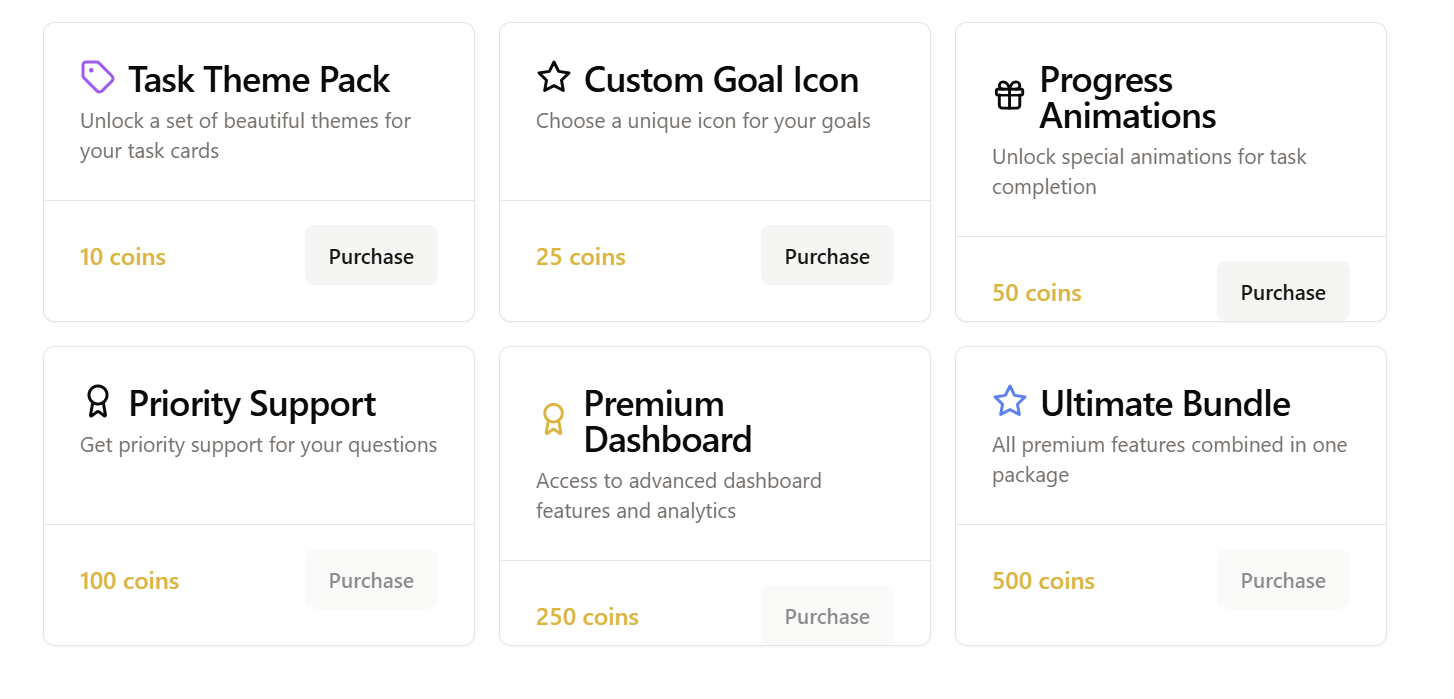 Task Theme Pack
Unlock a set of beautiful themes for
your task cards
10 coins
Purchase
Custom Goal Icon
Choose a unique icon for your goals
25 coins
Purchase
Progress
Animations
Unlock special animations for task
completion
50 coins
Purchase
Priority Support
Get priority support for your questions
100 coins
Purchase
Premium
Dashboard
Access to advanced dashboard
features and analytics
250 coins
Purchase
Ultimate Bundle
All premium features combined in one
package
500 coins
Purchase